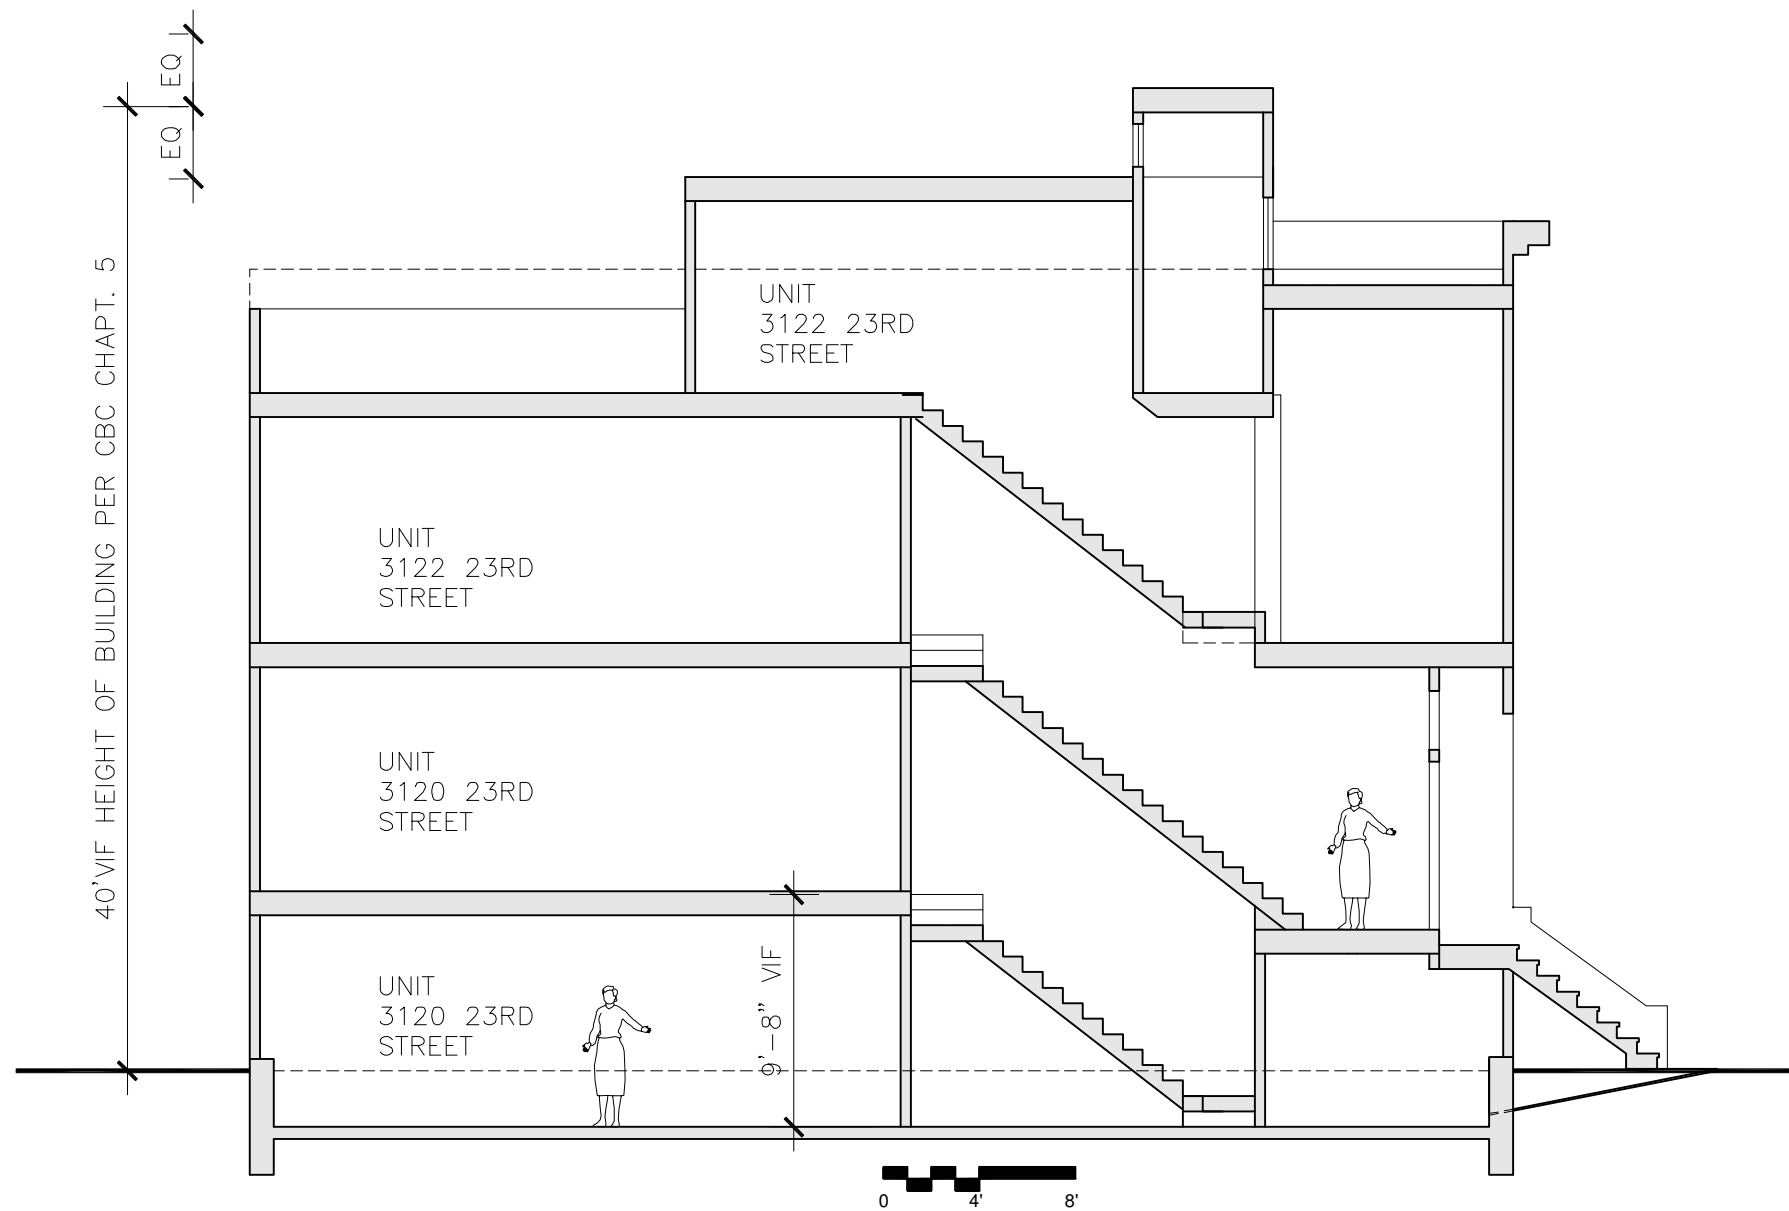 EQ
EQ
40'VIF HEIGHT OF BUILDING PER CBC CHAPT. 5
UNIT
3122 23RD
STREET
UNIT
3122 23RD
STREET
UNIT
3120 23RD
STREET
UNIT
3120 23RD
STREET
9'-8" VIF
0 4' 8'